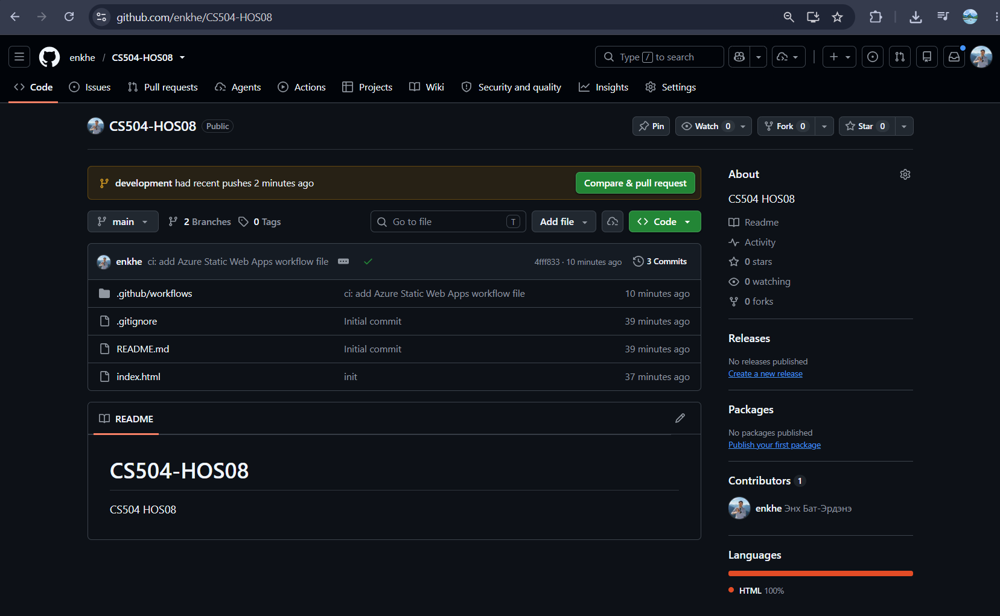 github.com/enkhe/CS504-HOS08
enkhe / CS504-HOS08
Type / to search
Code Issues Pull requests Agents Actions Projects Wiki Security and quality Insights Settings
CS504-HOS08 Public
Pin Watch 0 Fork 0 Star 0
development had recent pushes 2 minutes ago Compare & pull request
main 2 Branches 0 Tags Go to file T Add file Code
enkhe ci: add Azure Static Web Apps workflow file 4fff833 · 10 minutes ago 3 Commits
.github/workflows ci: add Azure Static Web Apps workflow file 10 minutes ago
.gitignore Initial commit 39 minutes ago
README.md Initial commit 39 minutes ago
index.html init 37 minutes ago
README
CS504-HOS08
CS504 HOS08
About
CS504 HOS08
Readme
Activity
0 stars
0 watching
0 forks
Releases
No releases published
Create a new release
Packages
No packages published
Publish your first package
Contributors 1
enkhe Энх Бат-Эрдэнэ
Languages
HTML 100%